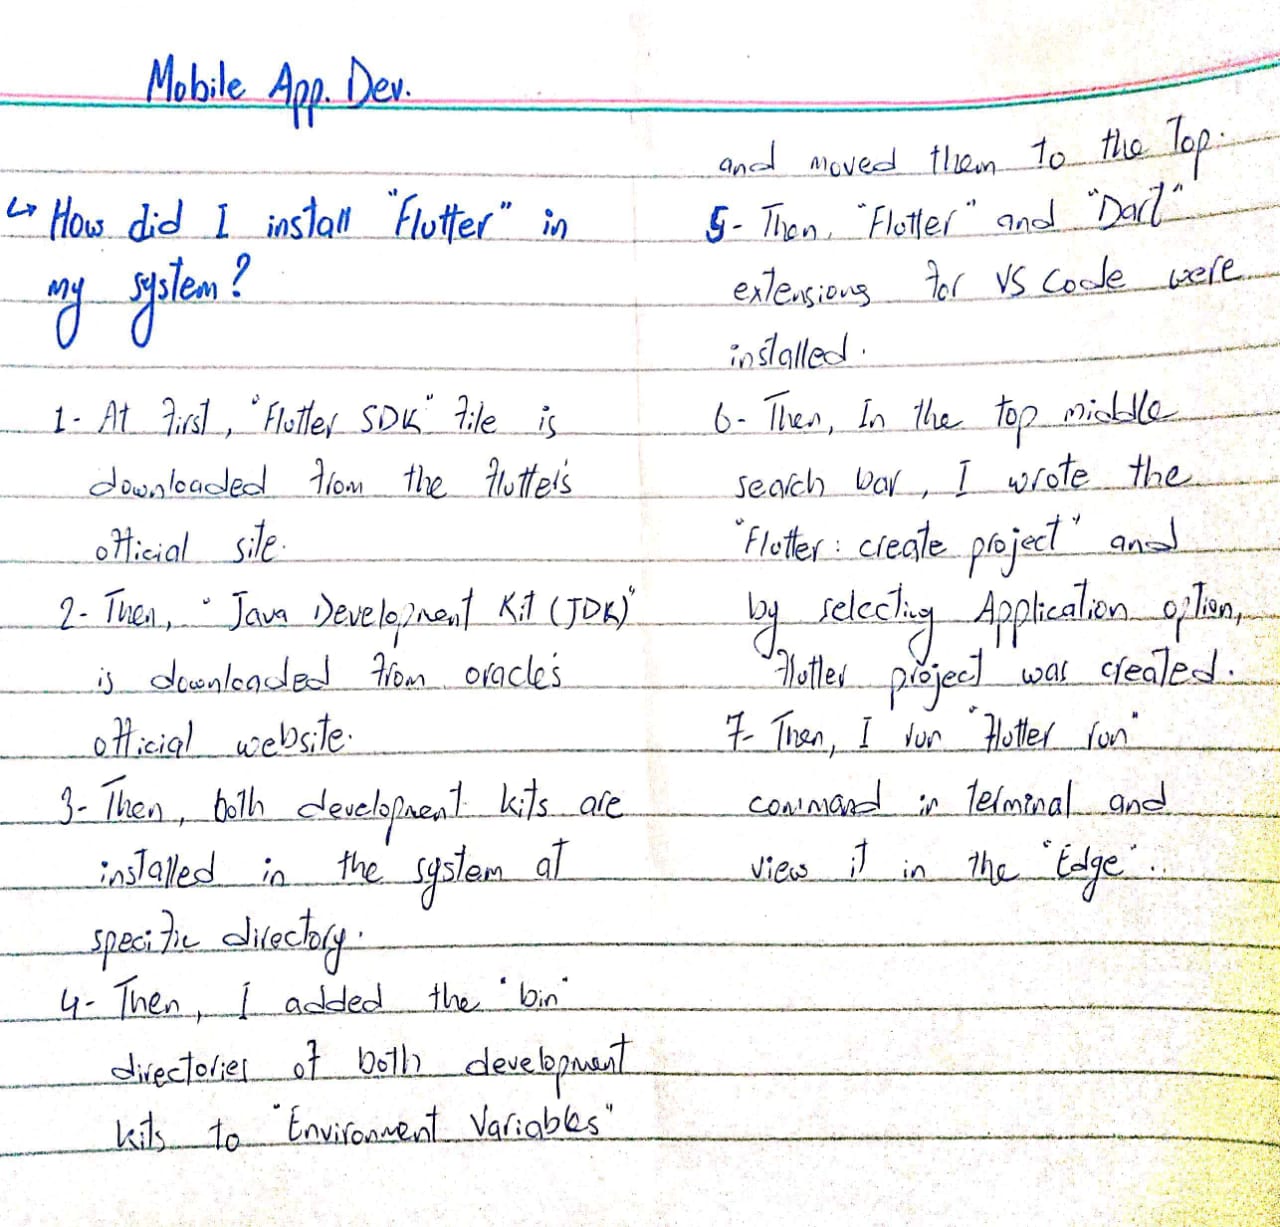 Mobile App. Dev.
↳ How did I install "Flutter" in
my system?
1- At first, "Flutter SDK" file is
downloaded from the flutter's
official site.
2- Then, "Java Development Kit (JDK)"
is downloaded from oracle's
official website.
3- Then, both development kits are
installed in the system at
specific directory.
4- Then, I added the "bin"
directories of both development
kits to "Environment Variables"
and moved them to the Top.
5- Then, "Flutter" and "Dart"
extensions for VS Code were
installed.
6- Then, In the top middle
search bar, I wrote the
"Flutter: create project" and
by selecting Application option,
flutter project was created.
7- Then, I run "flutter run"
command in terminal and
view it in the "Edge".